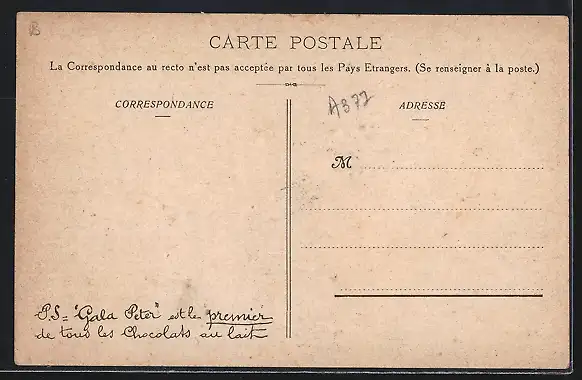 B
CARTE POSTALE
La Correspondance au recto n'est pas acceptée par tous les Pays Etrangers. (Se renseigner à la poste.)
CORRESPONDANCE
A377
ADRESSE
M
P.S= "Gala Peter" est le premier
de tous les Chocolats au lait